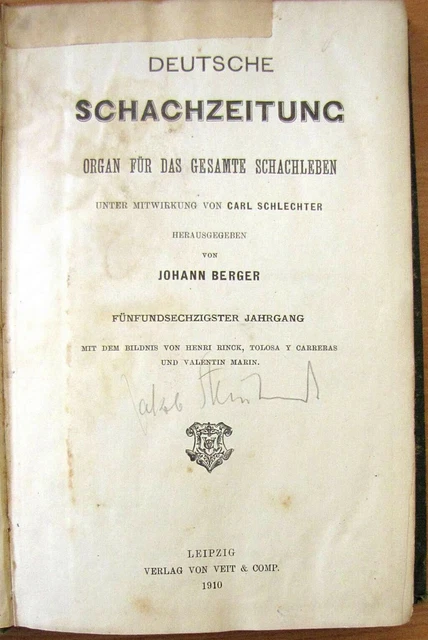 DEUTSCHE
SCHACHZEITUNG
ORGAN FÜR DAS GESAMTE SCHACHLEBEN
UNTER MITWIRKUNG VON CARL SCHLECHTER
HERAUSGEGEBEN
VON
JOHANN BERGER
FÜNFUNDSECHZIGSTER JAHRGANG
MIT DEM BILDNIS VON HENRI RINCK, TOLOSA Y CARRERAS
UND VALENTIN MARIN.
Jakob
LEIPZIG
VERLAG VON VEIT & COMP.
1910